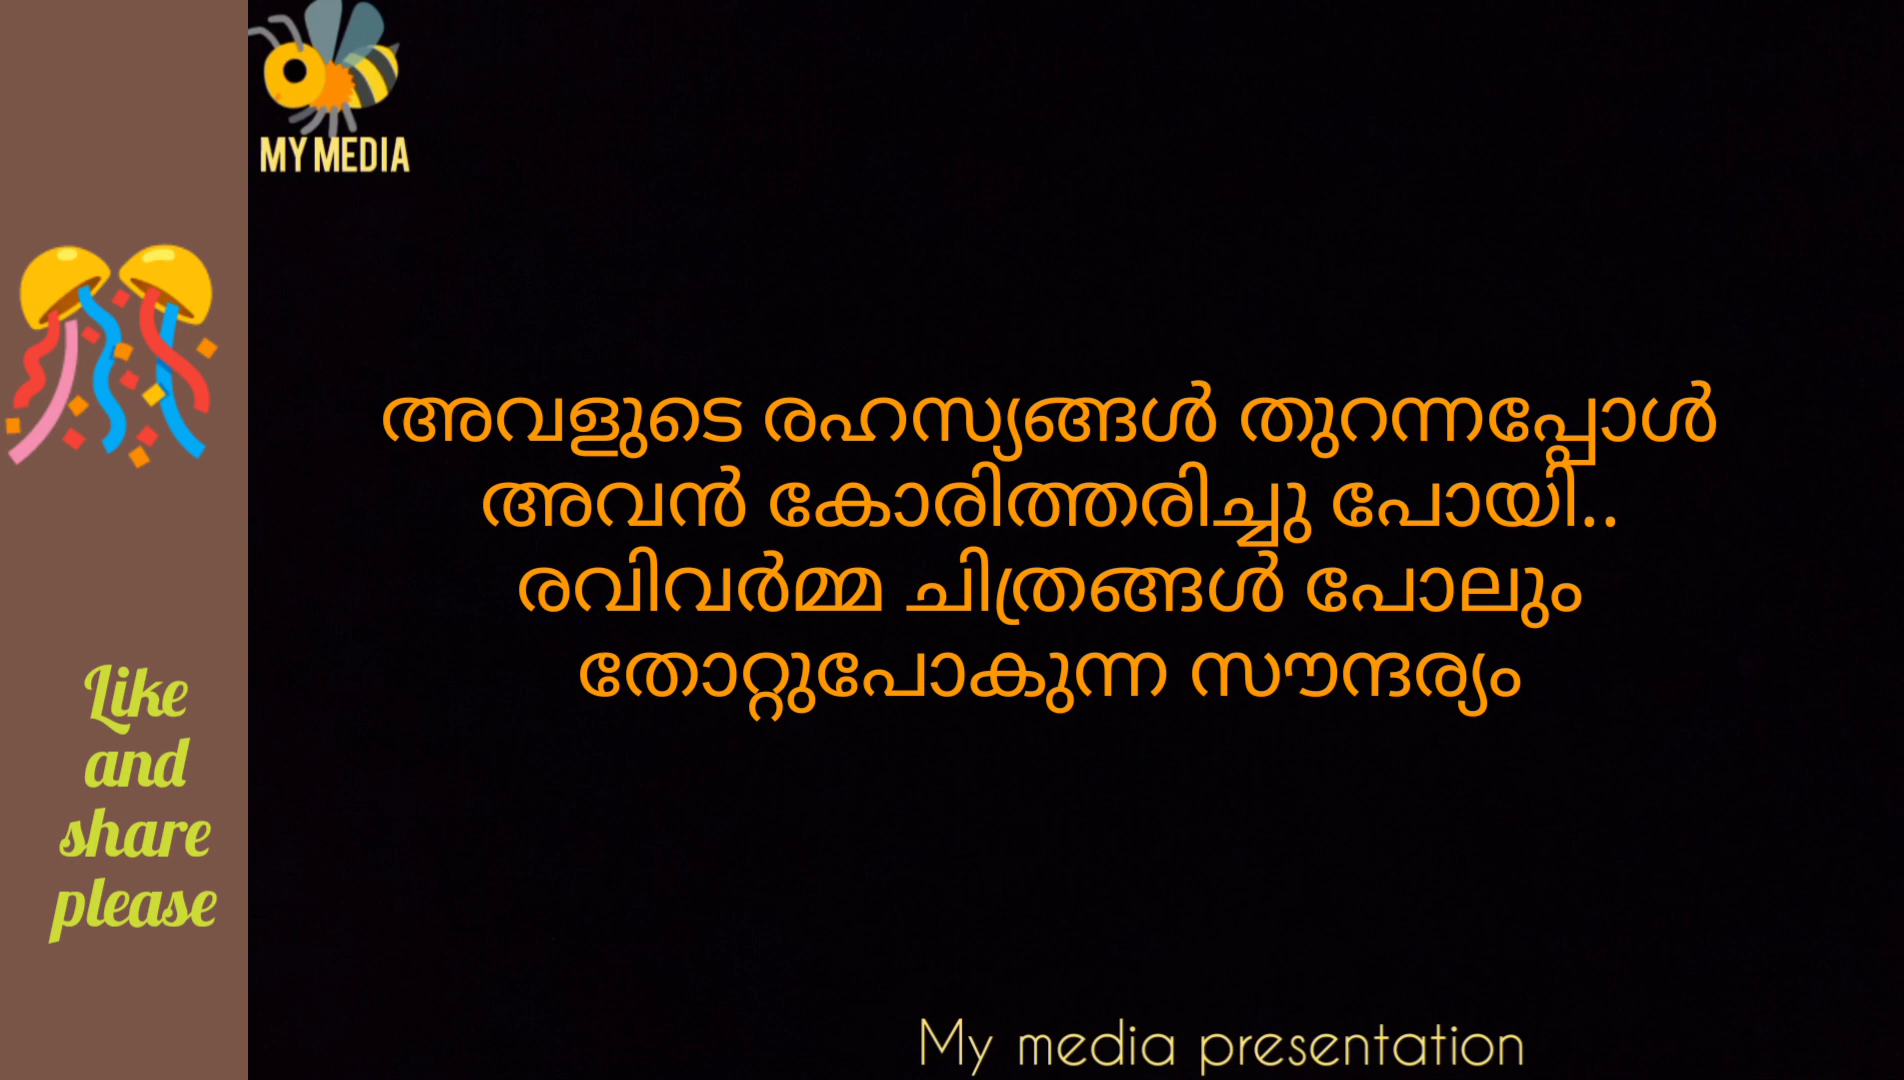 MY MEDIA
അവളുടെ രഹസ്യങ്ങൾ തുറന്നപ്പോൾ
അവൻ കോരിത്തരിച്ചു പോയി..
രവിവർമ്മ ചിത്രങ്ങൾ പോലും
തോറ്റുപോകുന്ന സൗന്ദര്യം
Like
and
share
please
My media presentation